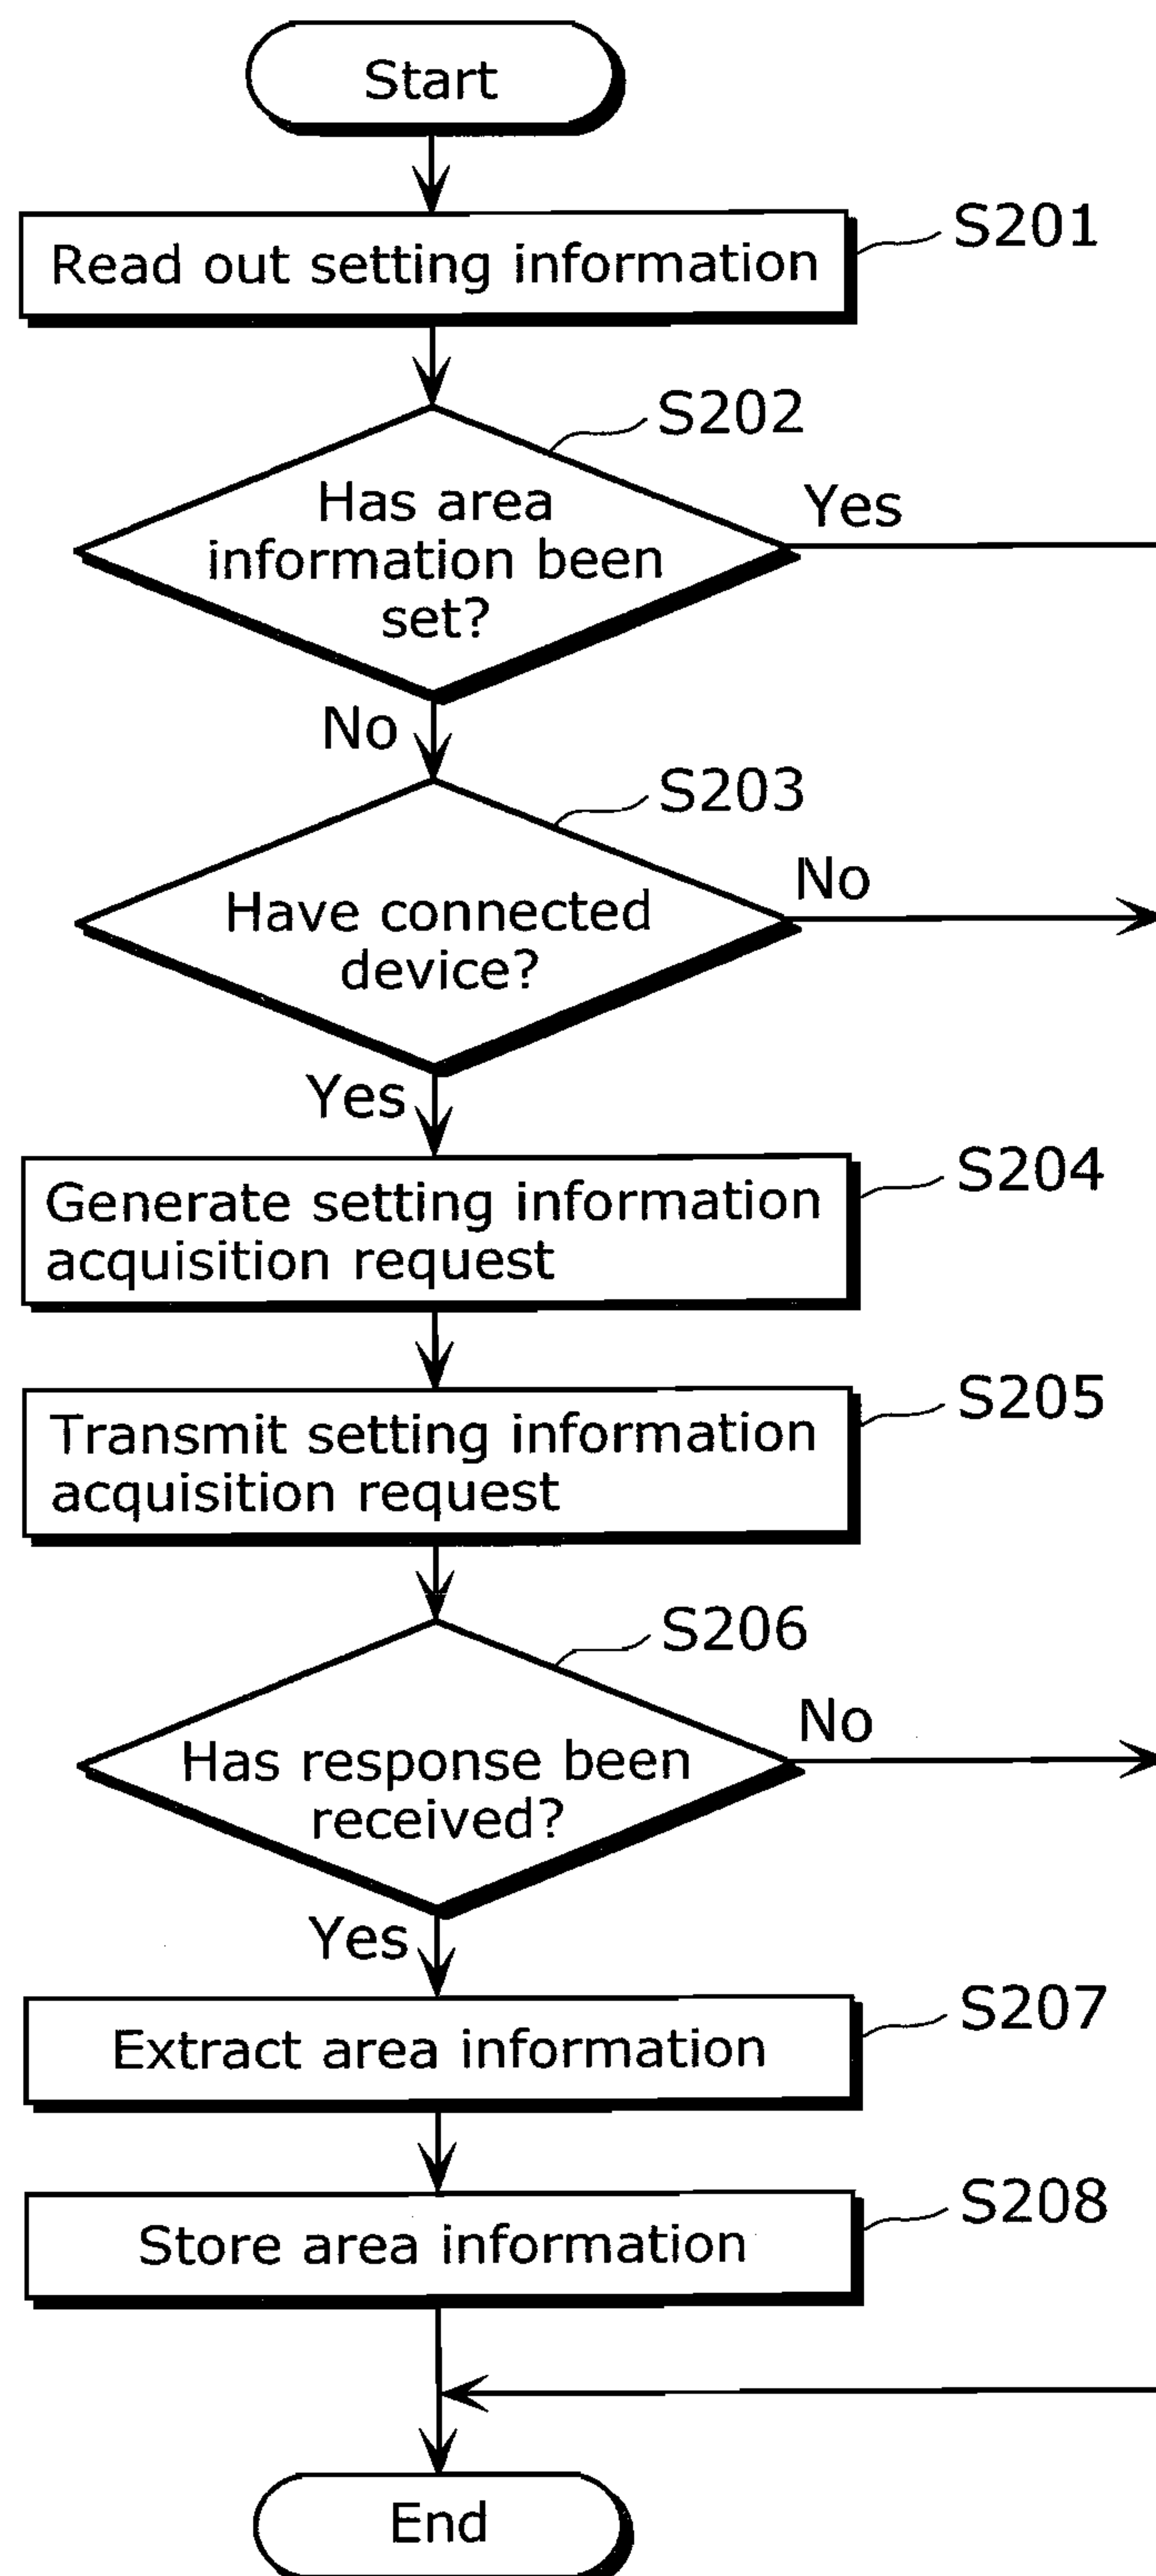 Start
S201
Read out setting information
S202
Has area
information been
set?
Yes
No
S203
Have connected
device?
No
Yes
S204
Generate setting information
acquisition request
S205
Transmit setting information
acquisition request
S206
Has response been
received?
No
Yes
S207
Extract area information
S208
Store area information
End